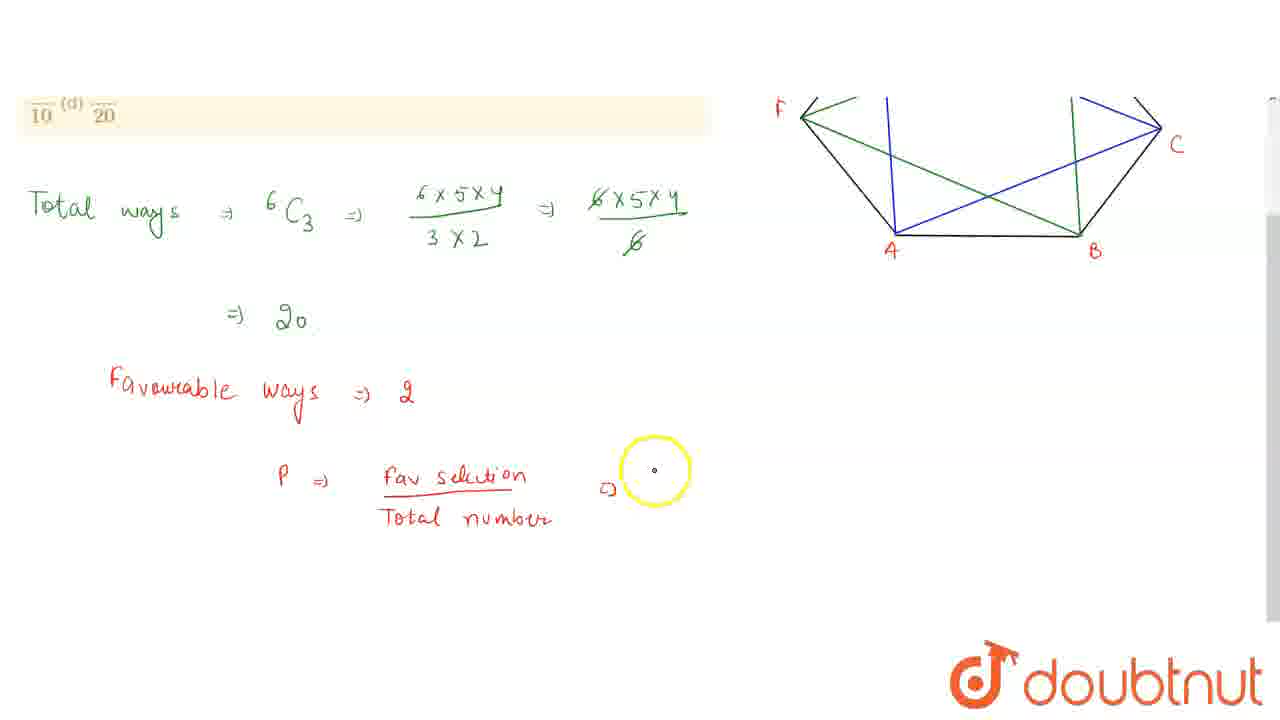 10 (d) 20
F
C
Total ways ⇒ ⁶C₃ ⇒ 6 × 5 × 4 / 3 × 2 ⇒ 6 × 5 × 4 / 6
A B
⇒ 20
Favourable ways ⇒ 2
P ⇒ Fav selection / Total number ⇒
doubtnut